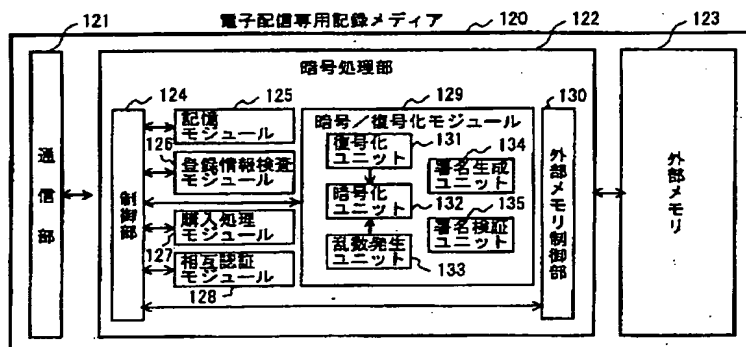 電子配信専用記録メディア
120
121
122
123
暗号処理部
124
125
129
130
記憶
モジュール
暗号/復号化モジュール
126
登録情報検査
モジュール
復号化
ユニット
131
134
署名生成
ユニット
通信部
制御部
暗号化
ユニット
132
135
外部メモリ制御部
外部メモリ
購入処理
モジュール
127
署名検証
ユニット
相互認証
モジュール
128
乱数発生
ユニット
133